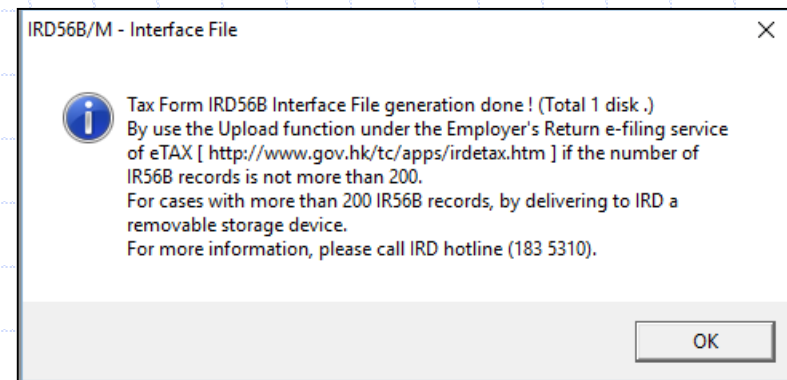 IRD56B/M - Interface File
Tax Form IRD56B Interface File generation done ! (Total 1 disk .)
By use the Upload function under the Employer's Return e-filing service
of eTAX [ http://www.gov.hk/tc/apps/irdetax.htm ] if the number of
IR56B records is not more than 200.
For cases with more than 200 IR56B records, by delivering to IRD a
removable storage device.
For more information, please call IRD hotline (183 5310).
OK